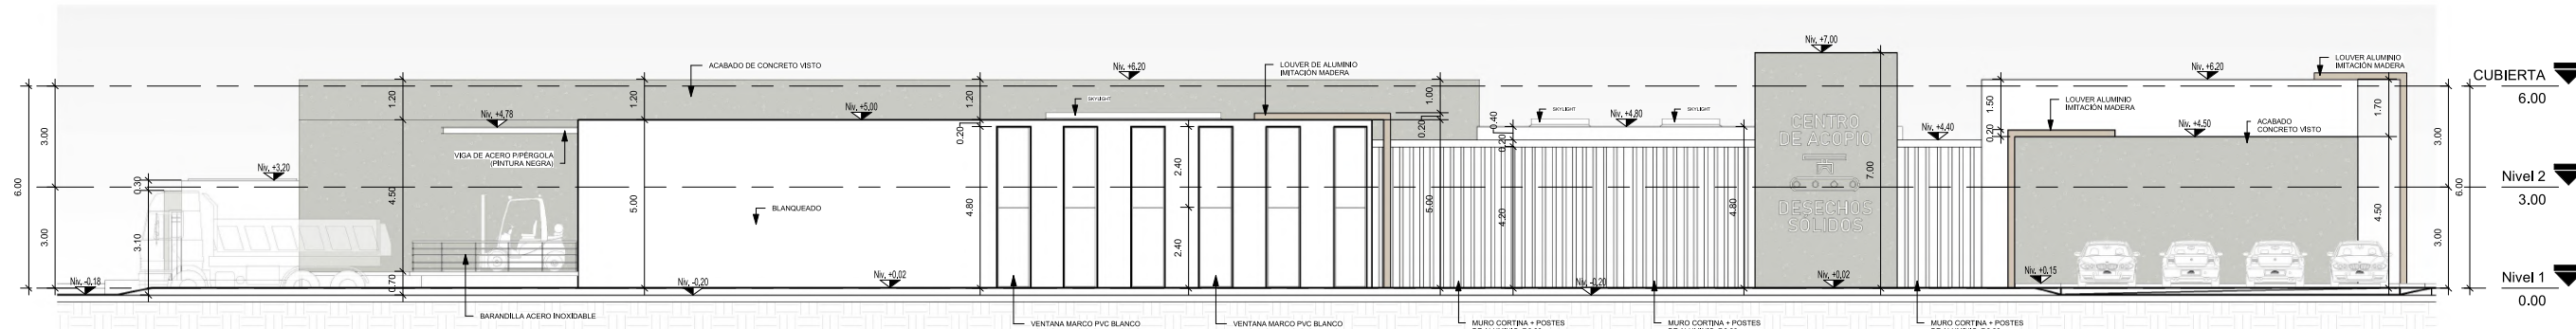 Niv. +7.00
LOUVER ALUMINIO
IMITACIÓN MADERA
ACABADO DE CONCRETO VISTO
Niv. +6.20
LOUVER DE ALUMINIO
IMITACIÓN MADERA
Niv. +6.20
CUBIERTA
6.00
1.20
1.20
1.20
1.00
SKYLIGHT
Niv. +5.00
Niv. +4.78
SKYLIGHT
Niv. +4.80
SKYLIGHT
1.50
LOUVER ALUMINIO
IMITACIÓN MADERA
1.70
3.00
0.20
0.20
0.40
0.20
CENTRO
DE ACOPIO
Niv. +4.40
0.20
Niv. +4.50
ACABADO
CONCRETO VISTO
3.00
VIGA DE ACERO P/PÉRGOLA
(PINTURA NEGRA)
Niv. +3.20
2.40
7.00
Nivel 2
3.00
6.00
0.30
4.50
5.00
4.80
5.00
4.20
4.80
6.00
BLANQUEADO
DESECHOS
SÓLIDOS
4.50
3.00
3.10
2.40
3.00
Niv. -0.18
0.70
Niv. -0.20
Niv. +0.02
Niv. -0.20
Niv. +0.02
Niv. +0.15
Nivel 1
0.00
BARANDILLA ACERO INOXIDABLE
VENTANA MARCO PVC BLANCO
VENTANA MARCO PVC BLANCO
MURO CORTINA + POSTES
MURO CORTINA + POSTES
MURO CORTINA + POSTES